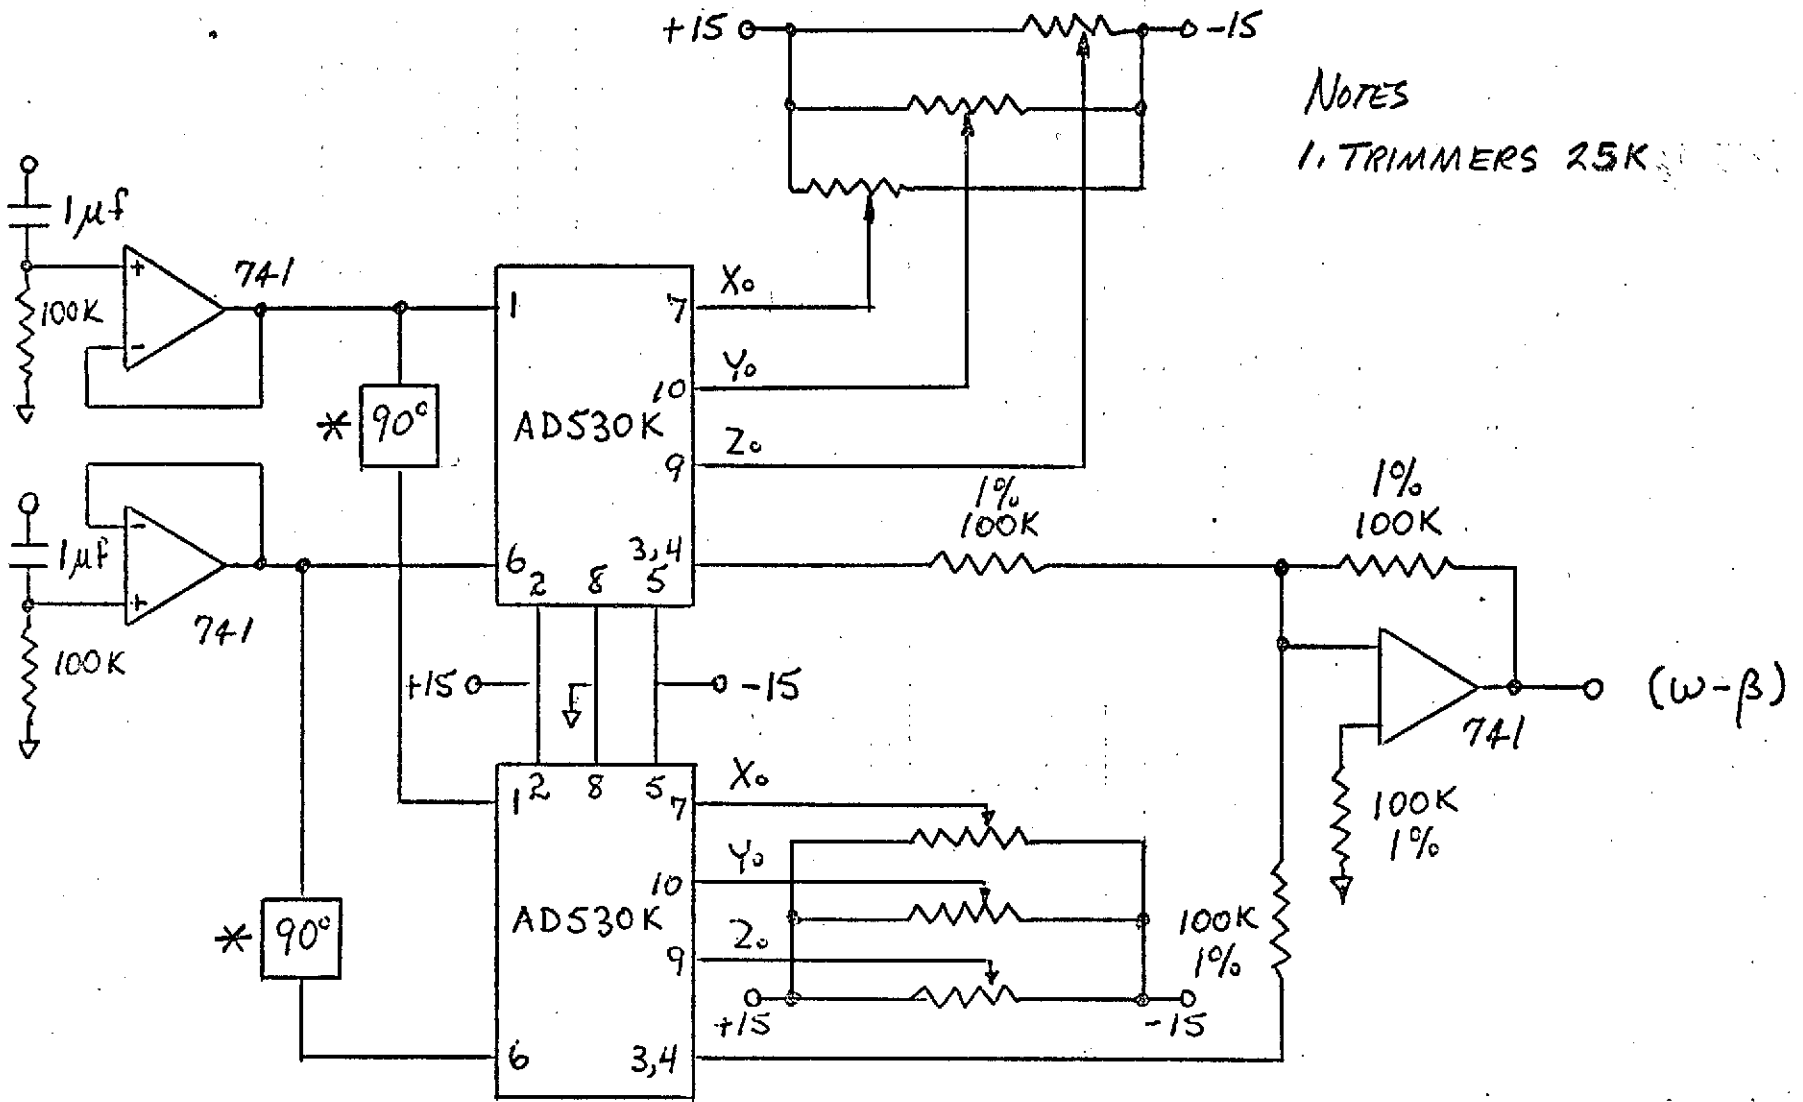 +15
-15
NOTES
1. TRIMMERS 25K
1μf
741
100K
+
-
1
7
X₀
Y₀
10
* 90°
AD530K
Z₀
9
1%
100K
1%
100K
-
+
1μf
741
100K
6
3,4
2 8 5
+15
-15
(ω-β)
741
100K
1%
1 2 8 5 7
X₀
Y₀
10
* 90°
AD530K
Z₀
9
100K
1%
+15
-15
6
3,4